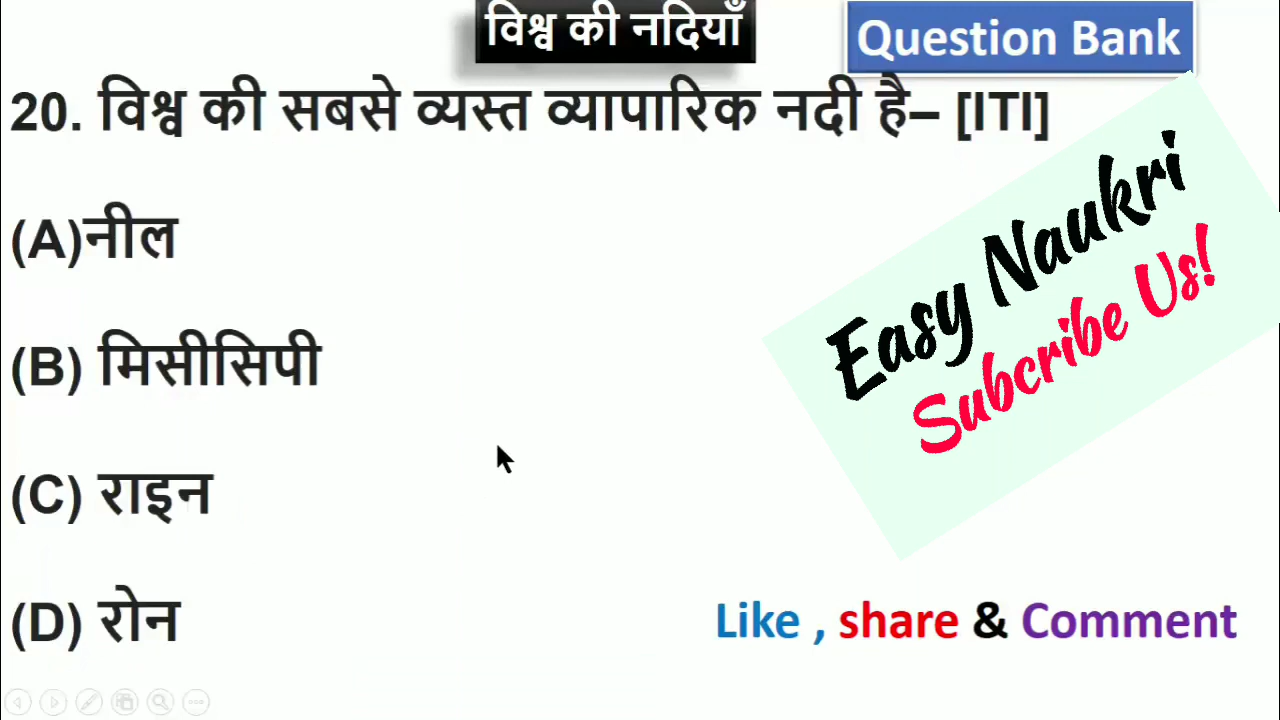 विश्व की नदियाँ
Question Bank
20. विश्व की सबसे व्यस्त व्यापारिक नदी है– [ITI]
(A)नील
(B) मिसीसिपी
(C) राइन
(D) रोन
Easy Naukri
Subcribe Us!
Like , share & Comment